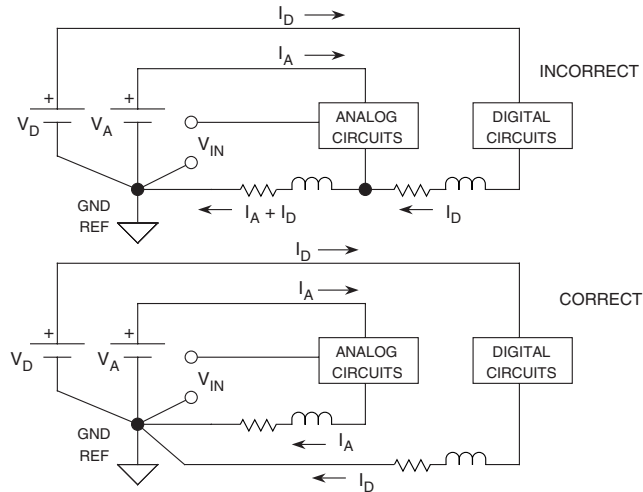 I_D
I_A
INCORRECT
+
+
V_D
V_A
V_IN
ANALOG
CIRCUITS
DIGITAL
CIRCUITS
GND
REF
I_A + I_D
I_D
I_D
I_A
CORRECT
+
+
V_D
V_A
V_IN
ANALOG
CIRCUITS
DIGITAL
CIRCUITS
GND
REF
I_A
I_D